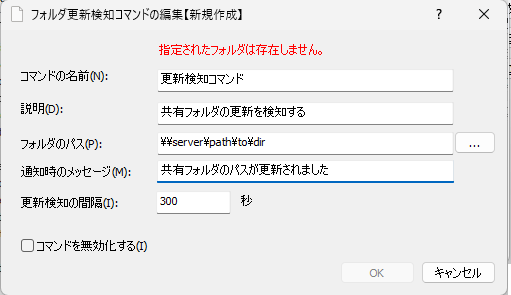 フォルダ更新検知コマンドの編集【新規作成】
指定されたフォルダは存在しません。
コマンドの名前(N):
更新検知コマンド
説明(D):
共有フォルダの更新を検知する
フォルダのパス(P):
¥¥server¥path¥to¥dir
...
通知時のメッセージ(M):
共有フォルダのパスが更新されました
更新検知の間隔(I):
300
秒
コマンドを無効化する(I)
OK
キャンセル